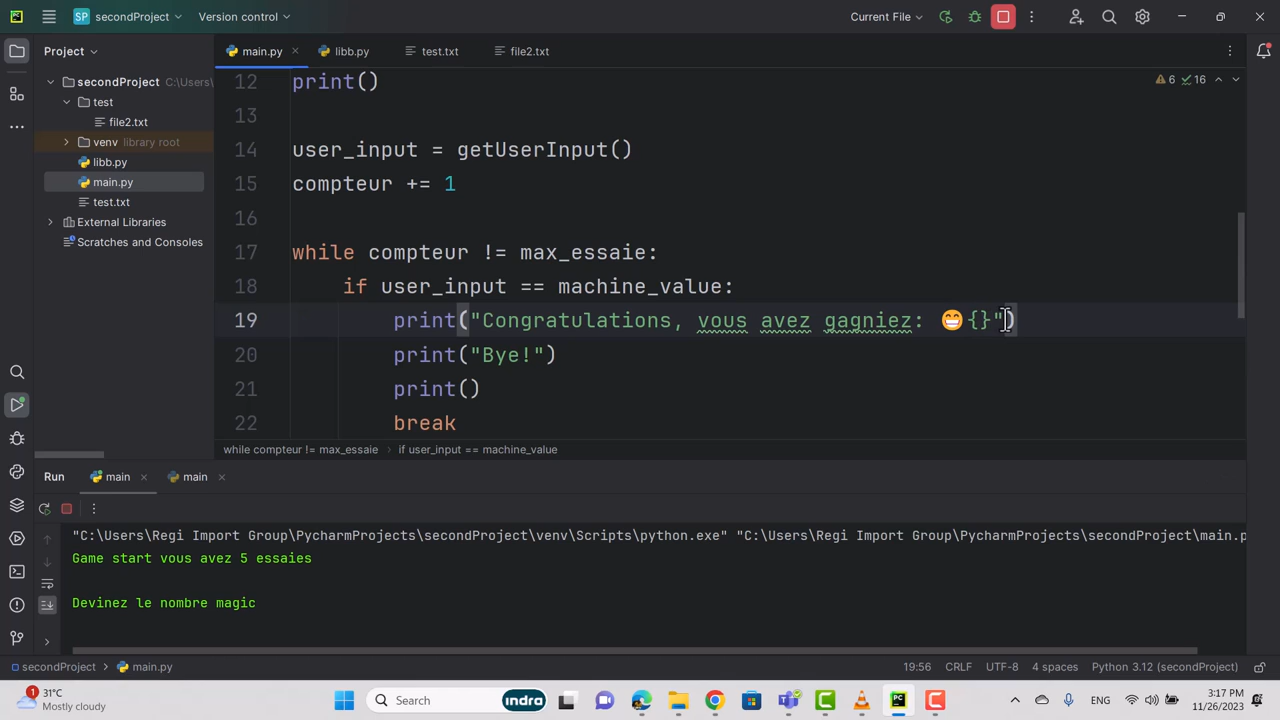 SP secondProject Version control Current File
Project
main.py libb.py test.txt file2.txt
secondProject C:\Users\
test
file2.txt
venv library root
libb.py
main.py
test.txt
External Libraries
Scratches and Consoles
6 16
12 print()
13
14 user_input = getUserInput()
15 compteur += 1
16
17 while compteur != max_essaie:
18 if user_input == machine_value:
19 print("Congratulations, vous avez gagniez: 😁{}")
20 print("Bye!")
21 print()
22 break
while compteur != max_essaie if user_input == machine_value
Run main main
"C:\Users\Regi Import Group\PycharmProjects\secondProject\venv\Scripts\python.exe" "C:\Users\Regi Import Group\PycharmProjects\secondProject\main.p
Game start vous avez 5 essaies
Devinez le nombre magic
secondProject main.py 19:56 CRLF UTF-8 4 spaces Python 3.12 (secondProject)
1 31°C
Mostly cloudy
Search
indra
PC
ENG
9:17 PM
11/26/2023